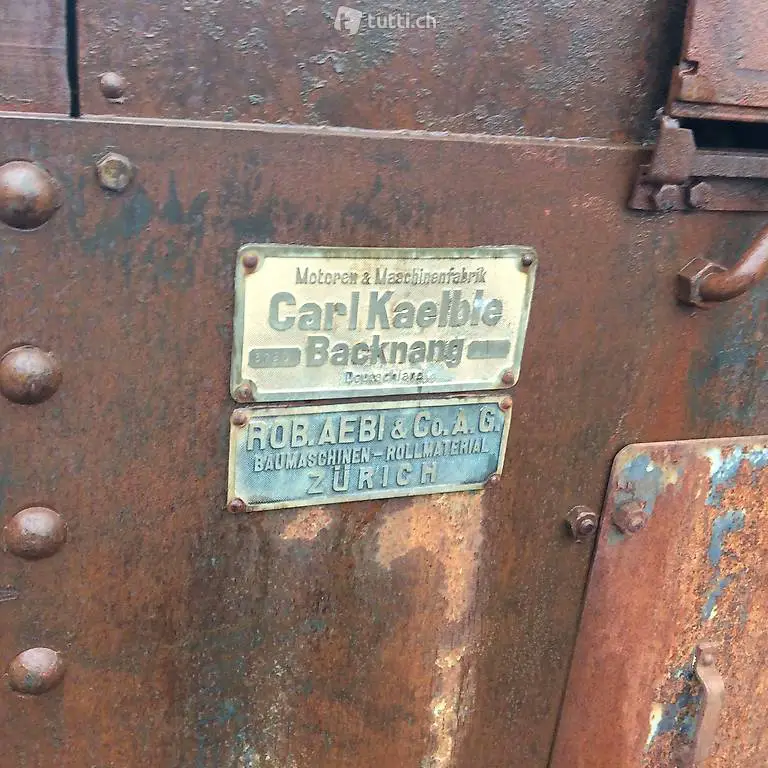 tutti.ch
Motoren & Maschinenfabrik
Carl Kaelble
Backnang
Deutschland
ROB. AEBI & Co. A. G.
BAUMASCHINEN - ROLLMATERIAL
ZÜRICH